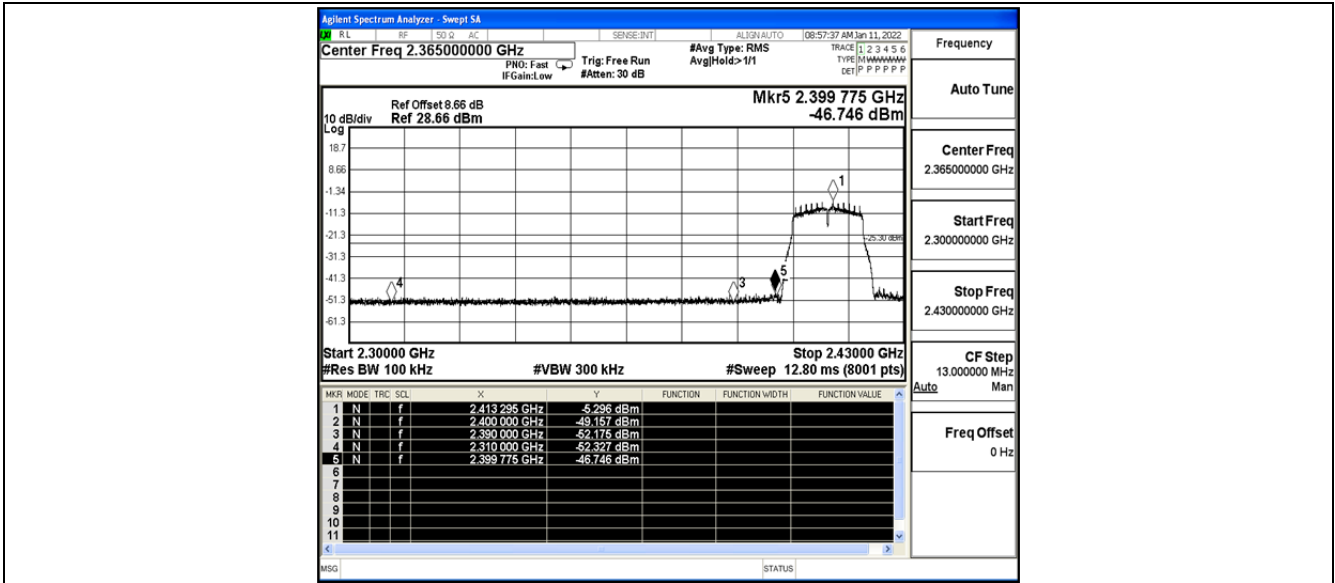 Agilent Spectrum Analyzer - Swept SA
RL RF 50 Ω AC SENSE:INT ALIGNAUTO 08:57:37 AM Jan 11, 2022
Center Freq 2.365000000 GHz #Avg Type: RMS TRACE 1 2 3 4 5 6
PNO: Fast Trig: Free Run Avg|Hold:>1/1 TYPE M WWWWW
IFGain:Low #Atten: 30 dB DET P P P P P P
Mkr5 2.399 775 GHz
-46.746 dBm
Ref Offset 8.66 dB
10 dB/div Ref 28.66 dBm
Log
18.7
8.66
-1.34
-11.3
-21.3
-31.3
-41.3
-51.3
-61.3
1
-25.30 dBm
4
3
5
Start 2.30000 GHz Stop 2.43000 GHz
#Res BW 100 kHz #VBW 300 kHz #Sweep 12.80 ms (8001 pts)
MKR MODE TRC SCL X Y FUNCTION FUNCTION WIDTH FUNCTION VALUE
1 N f 2.413 295 GHz -5.296 dBm
2 N f 2.400 000 GHz -49.157 dBm
3 N f 2.390 000 GHz -52.175 dBm
4 N f 2.310 000 GHz -52.327 dBm
5 N f 2.399 775 GHz -46.746 dBm
6
7
8
9
10
11
MSG STATUS
Frequency
Auto Tune
Center Freq
2.365000000 GHz
Start Freq
2.300000000 GHz
Stop Freq
2.430000000 GHz
CF Step
13.000000 MHz
Auto Man
Freq Offset
0 Hz